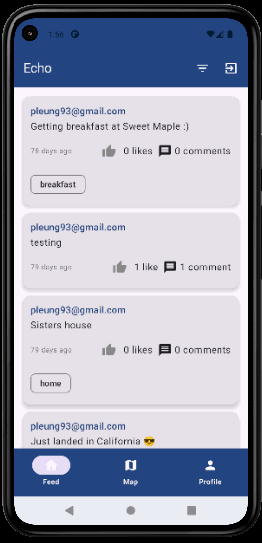 1:56
Echo
pleung93@gmail.com
Getting breakfast at Sweet Maple :)
79 days ago 0 likes 0 comments
breakfast
pleung93@gmail.com
testing
79 days ago 1 like 1 comment
pleung93@gmail.com
Sisters house
79 days ago 0 likes 0 comments
home
pleung93@gmail.com
Just landed in California 😎
Feed Map Profile